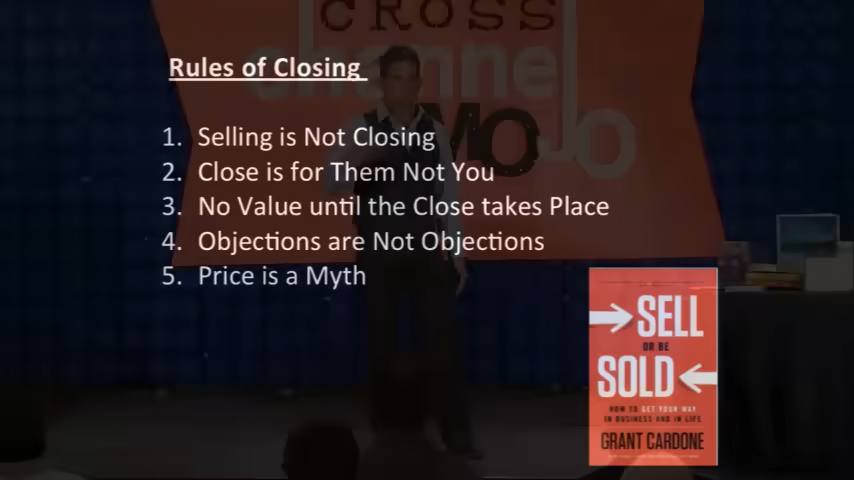 CROSS
channel
MOJO
Rules of Closing
1. Selling is Not Closing
2. Close is for Them Not You
3. No Value until the Close takes Place
4. Objections are Not Objections
5. Price is a Myth
SELL
OR BE
SOLD
HOW TO GET YOUR WAY
IN BUSINESS AND IN LIFE
GRANT CARDONE